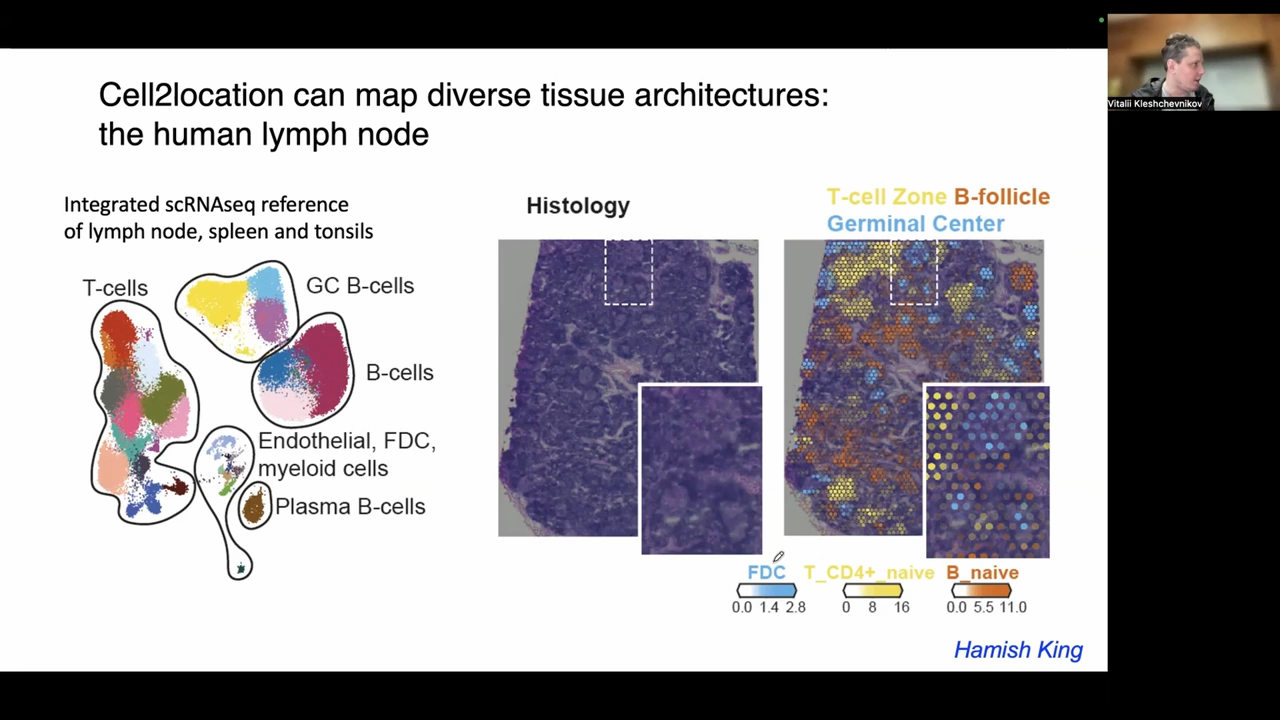 Cell2location can map diverse tissue architectures:
the human lymph node
Vitalii Kleshchevnikov
Integrated scRNAseq reference
of lymph node, spleen and tonsils
T-cells
GC B-cells
B-cells
Endothelial, FDC,
myeloid cells
Plasma B-cells
Histology
T-cell Zone B-follicle
Germinal Center
FDC T_CD4+_naive B_naive
0.0 1.4 2.8 0 8 16 0.0 5.5 11.0
Hamish King